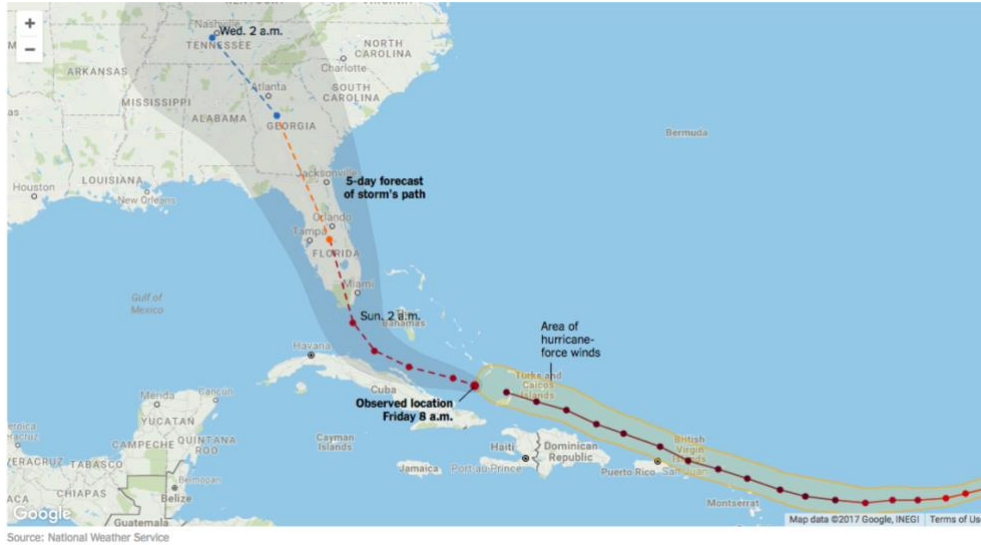 +
−
Nashville
Wed. 2 a.m.
TENNESSEE
NORTH
CAROLINA
Charlotte
ARKANSAS
Atlanta
SOUTH
CAROLINA
MISSISSIPPI
ALABAMA
GEORGIA
Bermuda
Jacksonville
LOUISIANA
5-day forecast
of storm's path
Houston
New Orleans
Orlando
Tampa
FLORIDA
Miami
Gulf of
Mexico
Sun. 2 a.m.
The
Bahamas
Area of
hurricane-
force winds
Havana
Turks and
Caicos
Islands
Cuba
Merida
Cancun
Observed location
Friday 8 a.m.
YUCATAN
CAMPECHE
QUINTANA
ROO
Cayman
Islands
Haiti
Dominican
Republic
British
Virgin
Islands
VERACRUZ
TABASCO
Jamaica
Port-au-Prince
Puerto Rico
San Juan
Belmopan
Belize
CHIAPAS
Montserrat
Guatemala
Google
Map data ©2017 Google, INEGI
Terms of Us
Source: National Weather Service